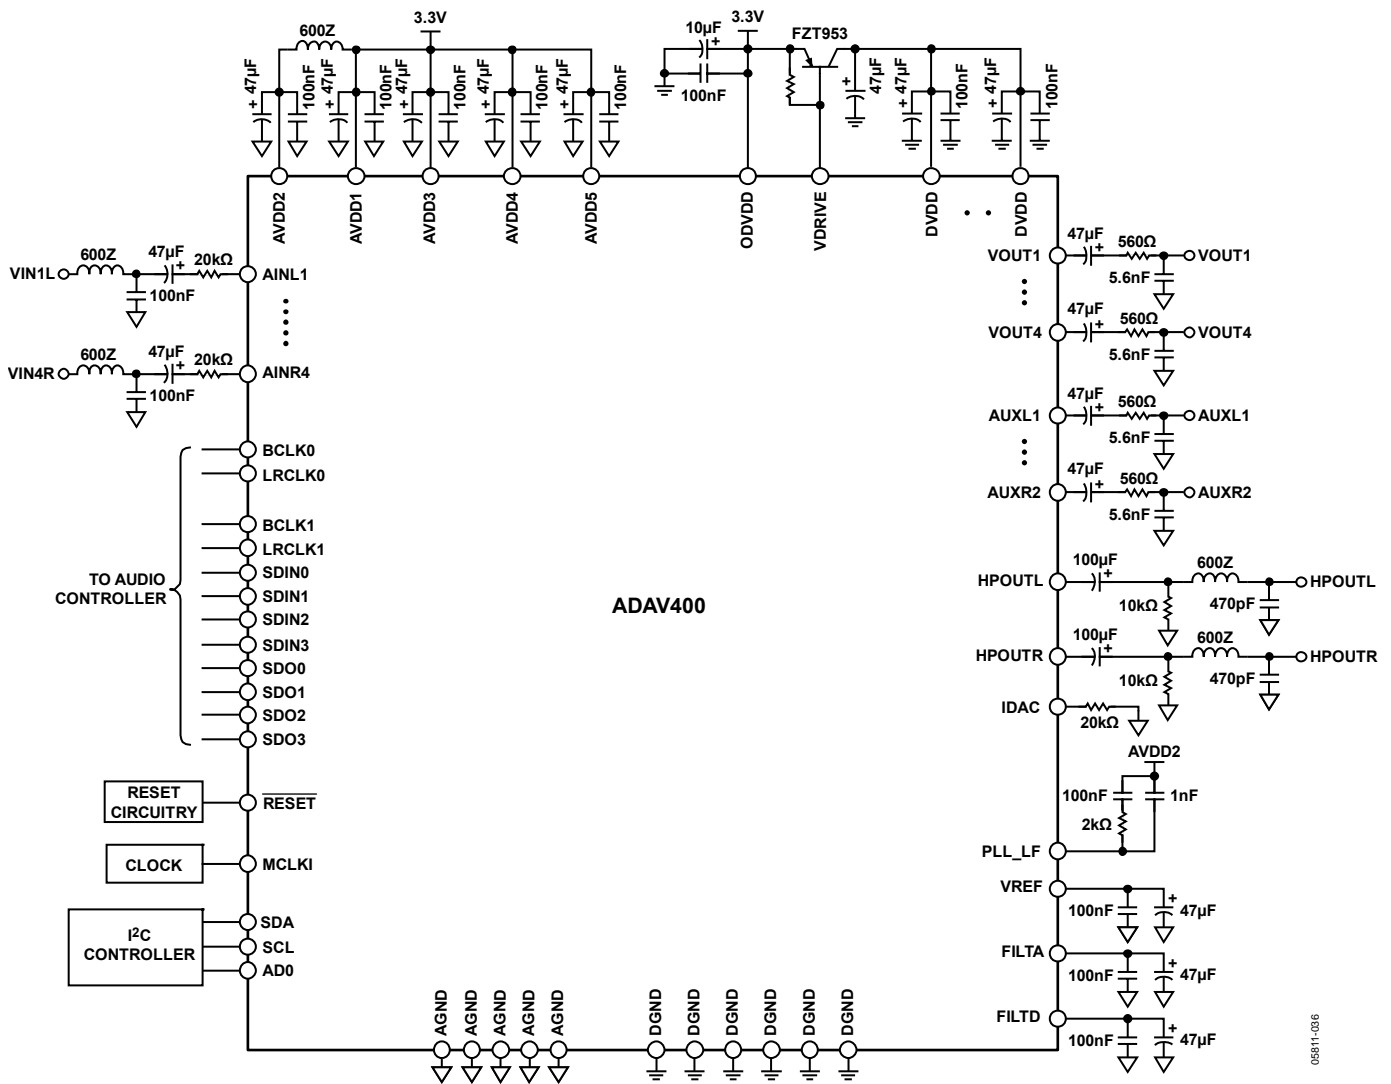 3.3V
600Z
47µF
100nF
47µF
100nF
47µF
100nF
47µF
100nF
47µF
100nF
3.3V
10µF
100nF
FZT953
47µF
47µF
100nF
47µF
100nF
AVDD2
AVDD1
AVDD3
AVDD4
AVDD5
ODVDD
VDRIVE
DVDD
DVDD
VIN1L
600Z
47µF
20kΩ
100nF
AINL1
VIN4R
600Z
47µF
20kΩ
100nF
AINR4
TO AUDIO
CONTROLLER
BCLK0
LRCLK0
BCLK1
LRCLK1
SDIN0
SDIN1
SDIN2
SDIN3
SDO0
SDO1
SDO2
SDO3
RESET
CIRCUITRY
RESET
CLOCK
MCLKI
I2C
CONTROLLER
SDA
SCL
AD0
ADAV400
VOUT1
47µF
560Ω
5.6nF
VOUT1
VOUT4
47µF
560Ω
5.6nF
VOUT4
AUXL1
47µF
560Ω
5.6nF
AUXL1
AUXR2
47µF
560Ω
5.6nF
AUXR2
HPOUTL
100µF
10kΩ
600Z
470pF
HPOUTL
HPOUTR
100µF
10kΩ
600Z
470pF
HPOUTR
IDAC
20kΩ
AVDD2
100nF
1nF
2kΩ
PLL_LF
VREF
100nF
47µF
FILTA
100nF
47µF
FILTD
100nF
47µF
AGND
AGND
AGND
AGND
AGND
DGND
DGND
DGND
DGND
DGND
DGND
05811-036